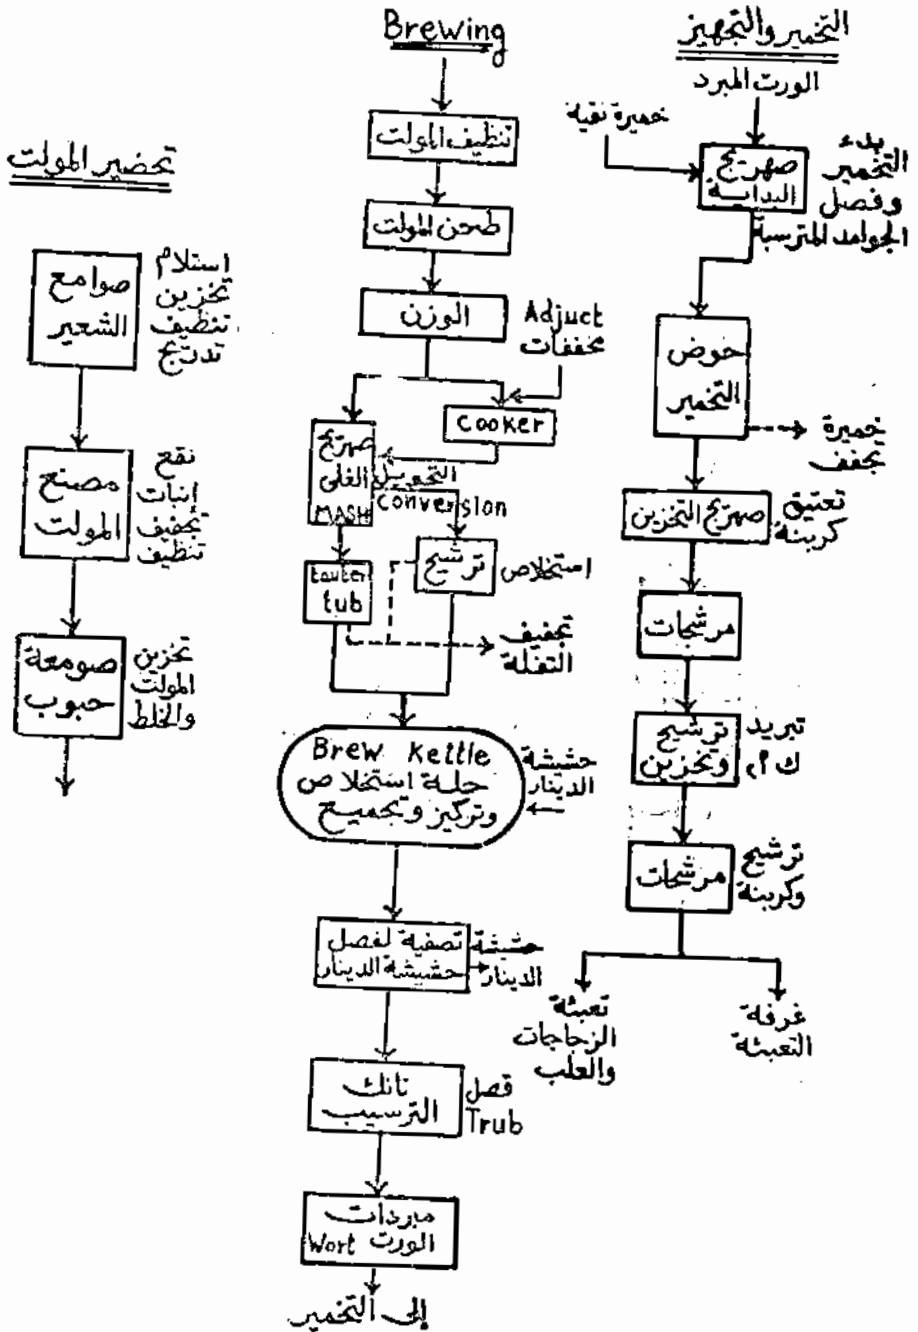 تحضير المولت
صوامع
الشعير
استلام
تخزين
تنظيف
تدريج
مصنع
المولت
نقع
إنبات
تجفيف
تنظيف
صومعة
حبوب
تخزين
المولت
والخلط
Brewing
تنظيف المولت
طحن المولت
الوزن
Adjuct
مخففات
cooker
صهريج
الغلى
MASH
التحويل
conversion
Lauter
tub
ترشيح
استخلاص
تجفيف
التفلة
Brew Kettle
حلة استخلاص
وتركيز وتجميع
حشيشة
الدينار
تصفية لفصل
حشيشة الدينار
حشيشة
الدينار
تانك
الترسيب
فصل
Trub
مبردات
الورت Wort
إلى التخمير
التخمير والتجهيز
الورت المبرد
خميرة نقية
صهريج
البداية
بدء
التخمير
وفصل
الجوامد المترسبة
حوض
التخمير
خميرة
تجفف
صهريج التخزين
تعتيق
كربنة
مرشحات
ترشيح
وتخزين
تبريد
ك أ٢
مرشحات
ترشيح
وكربنة
تعبئة
الزجاجات
والعلب
غرفة
التعبئة